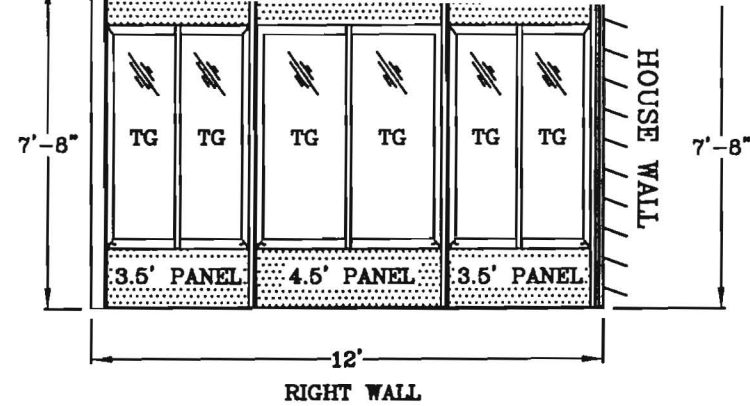 TG TG TG TG TG TG
7'-8"
HOUSE WALL
7'-8"
3.5' PANEL 4.5' PANEL 3.5' PANEL
12'
RIGHT WALL